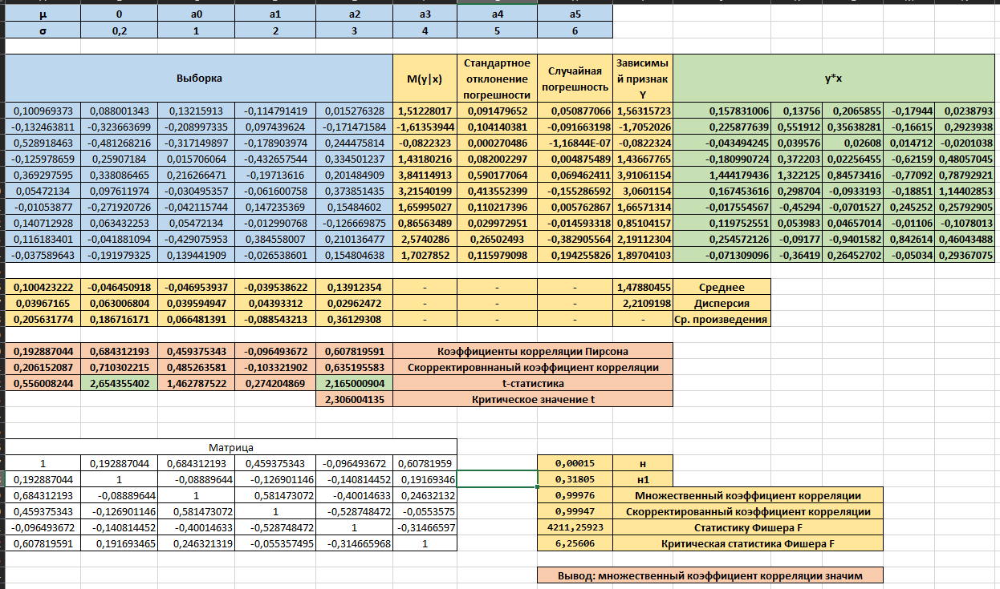 μ 0 a0 a1 a2 a3 a4 a5
σ 0,2 1 2 3 4 5 6
Выборка M(y|x) Стандартное отклонение погрешности Случайная погрешность Зависимы й признак Y y*x
0,100969373 0,088001343 0,13215913 -0,114791419 0,015276328 1,51228017 0,091479652 0,050877066 1,56315723 0,157831006 0,13756 0,2065855 -0,17944 0,0238793
-0,132463811 -0,323663699 -0,208997335 0,097439624 -0,171471584 -1,61353944 0,104140381 -0,091663198 -1,7052026 0,225877639 0,551912 0,35638281 -0,16615 0,2923938
0,528918463 -0,481268216 -0,317149897 -0,178903974 0,244475814 -0,0822323 0,000270486 -1,16844E-07 -0,0822324 -0,043494245 0,039576 0,02608 0,014712 -0,0201038
-0,125978659 0,25907184 0,015706064 -0,432657544 0,334501237 1,43180216 0,082002297 0,004875489 1,43667765 -0,180990724 0,372203 0,02256455 -0,62159 0,48057045
0,369297595 0,338086465 0,216266471 -0,19713616 0,201484909 3,84114913 0,590177064 0,069462411 3,91061154 1,444179436 1,322125 0,84573416 -0,77092 0,78792921
0,05472134 0,097611974 -0,030495357 -0,061600758 0,373851435 3,21540199 0,413552399 -0,155286592 3,0601154 0,167453616 0,298704 -0,0933193 -0,18851 1,14402853
-0,01053877 -0,271920726 -0,042115744 0,147235369 0,15484602 1,65995027 0,110217396 0,005762867 1,66571314 -0,017554567 -0,45294 -0,0701527 0,245252 0,25792905
0,140712928 0,063432253 0,05472134 -0,012990768 -0,126669875 0,86563489 0,029972951 -0,014593318 0,85104157 0,119752551 0,053983 0,04657014 -0,01106 -0,1078013
0,116183401 -0,041881094 -0,429075953 0,384558007 0,210136477 2,5740286 0,26502493 -0,382905564 2,19112304 0,254572126 -0,09177 -0,9401582 0,842614 0,46043488
-0,037589643 -0,191979325 0,139441909 -0,026538601 0,154804638 1,7027852 0,115979098 0,194255826 1,89704103 -0,071309096 -0,36419 0,26452702 -0,05034 0,29367075
0,100423222 -0,046450918 -0,046953937 -0,039538622 0,13912354 - - - 1,47880455 Среднее
0,03967165 0,063006804 0,039594947 0,04393312 0,02962472 - - - 2,2109198 Дисперсия
0,205631774 0,186716171 0,066481391 -0,088543213 0,36129308 - - - - Ср. произведения
0,192887044 0,684312193 0,459375343 -0,096493672 0,607819591 Коэффициенты корреляции Пирсона
0,206152087 0,710302215 0,485263581 -0,103321902 0,635195583 Скорректировннаный коэффициент корреляции
0,556008244 2,654355402 1,462787522 0,274204869 2,165000904 t-статистика
2,306004135 Критическое значение t
Матрица
1 0,192887044 0,684312193 0,459375343 -0,096493672 0,60781959 0,00015 н
0,192887044 1 -0,08889644 -0,126901146 -0,140814452 0,19169346 0,31805 н1
0,684312193 -0,08889644 1 0,581473072 -0,40014633 0,24632132 0,99976 Множественный коэффициент корреляции
0,459375343 -0,126901146 0,581473072 1 -0,528748472 -0,0553575 0,99947 Скорректированный коэффициент корреляции
-0,096493672 -0,140814452 -0,40014633 -0,528748472 1 -0,31466597 4211,25923 Статистику Фишера F
0,607819591 0,191693465 0,246321319 -0,055357495 -0,314665968 1 6,25606 Критическая статистика Фишера F
Вывод: множественный коэффициент корреляции значим